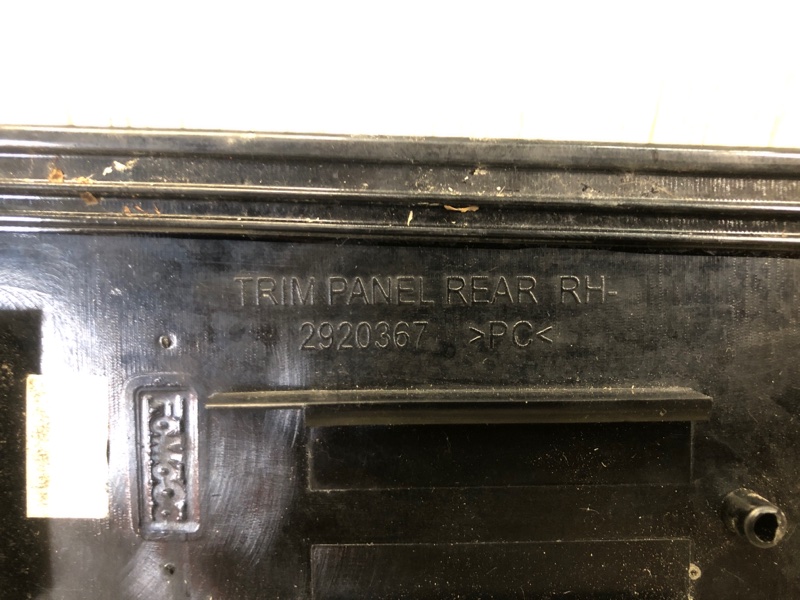 TRIM PANEL REAR RH-
2920367 >PC<